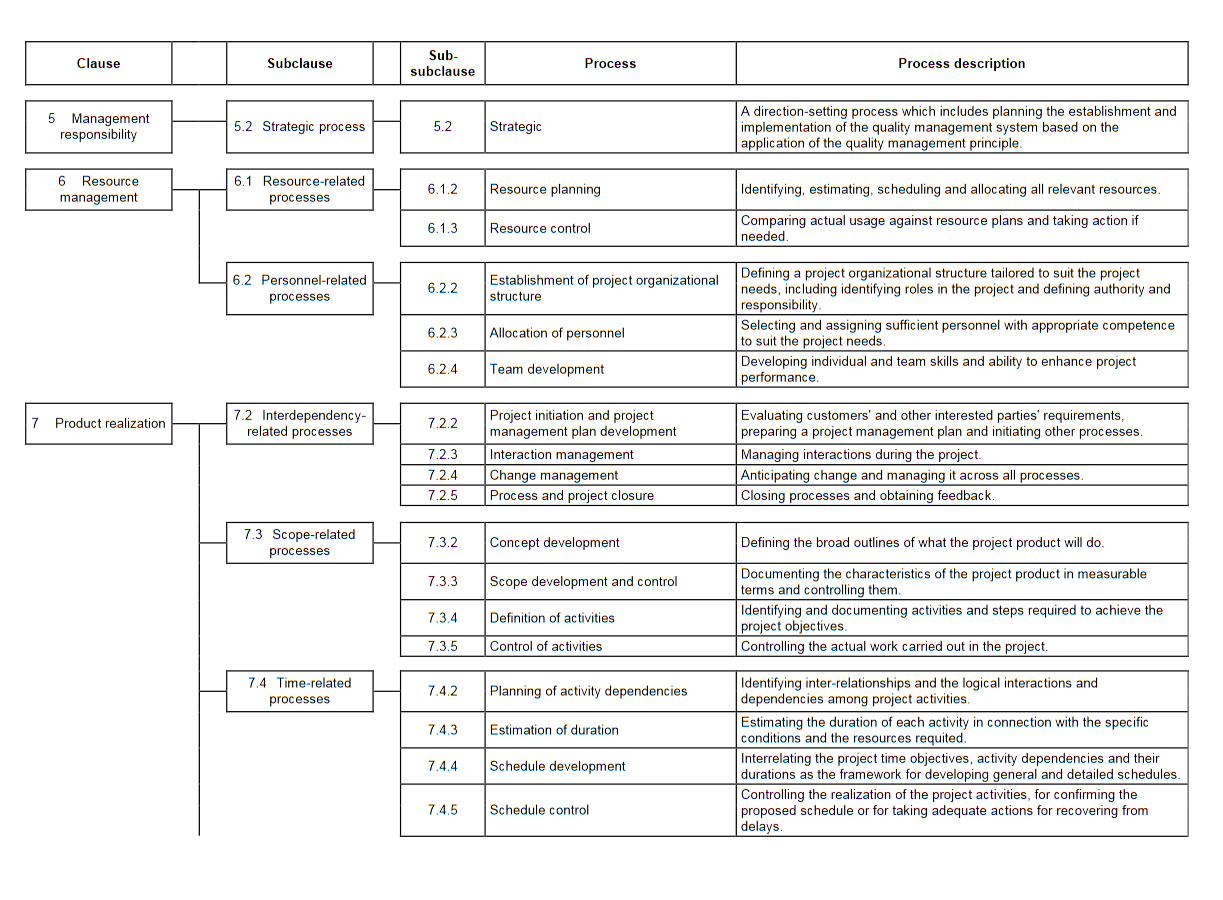 Clause
Subclause
Sub-
subclause
Process
Process description
5 Management
responsibility
5.2 Strategic process
5.2
Strategic
A direction-setting process which includes planning the establishment and
implementation of the quality management system based on the
application of the quality management principle.
6 Resource
management
6.1 Resource-related
processes
6.1.2
Resource planning
Identifying, estimating, scheduling and allocating all relevant resources.
6.1.3
Resource control
Comparing actual usage against resource plans and taking action if
needed.
6.2 Personnel-related
processes
6.2.2
Establishment of project organizational
structure
Defining a project organizational structure tailored to suit the project
needs, including identifying roles in the project and defining authority and
responsibility.
6.2.3
Allocation of personnel
Selecting and assigning sufficient personnel with appropriate competence
to suit the project needs.
6.2.4
Team development
Developing individual and team skills and ability to enhance project
performance.
7 Product realization
7.2 Interdependency-
related processes
7.2.2
Project initiation and project
management plan development
Evaluating customers' and other interested parties' requirements,
preparing a project management plan and initiating other processes.
7.2.3
Interaction management
Managing interactions during the project.
7.2.4
Change management
Anticipating change and managing it across all processes.
7.2.5
Process and project closure
Closing processes and obtaining feedback.
7.3 Scope-related
processes
7.3.2
Concept development
Defining the broad outlines of what the project product will do.
7.3.3
Scope development and control
Documenting the characteristics of the project product in measurable
terms and controlling them.
7.3.4
Definition of activities
Identifying and documenting activities and steps required to achieve the
project objectives.
7.3.5
Control of activities
Controlling the actual work carried out in the project.
7.4 Time-related
processes
7.4.2
Planning of activity dependencies
Identifying inter-relationships and the logical interactions and
dependencies among project activities.
7.4.3
Estimation of duration
Estimating the duration of each activity in connection with the specific
conditions and the resources requited.
7.4.4
Schedule development
Interrelating the project time objectives, activity dependencies and their
durations as the framework for developing general and detailed schedules.
7.4.5
Schedule control
Controlling the realization of the project activities, for confirming the
proposed schedule or for taking adequate actions for recovering from
delays.